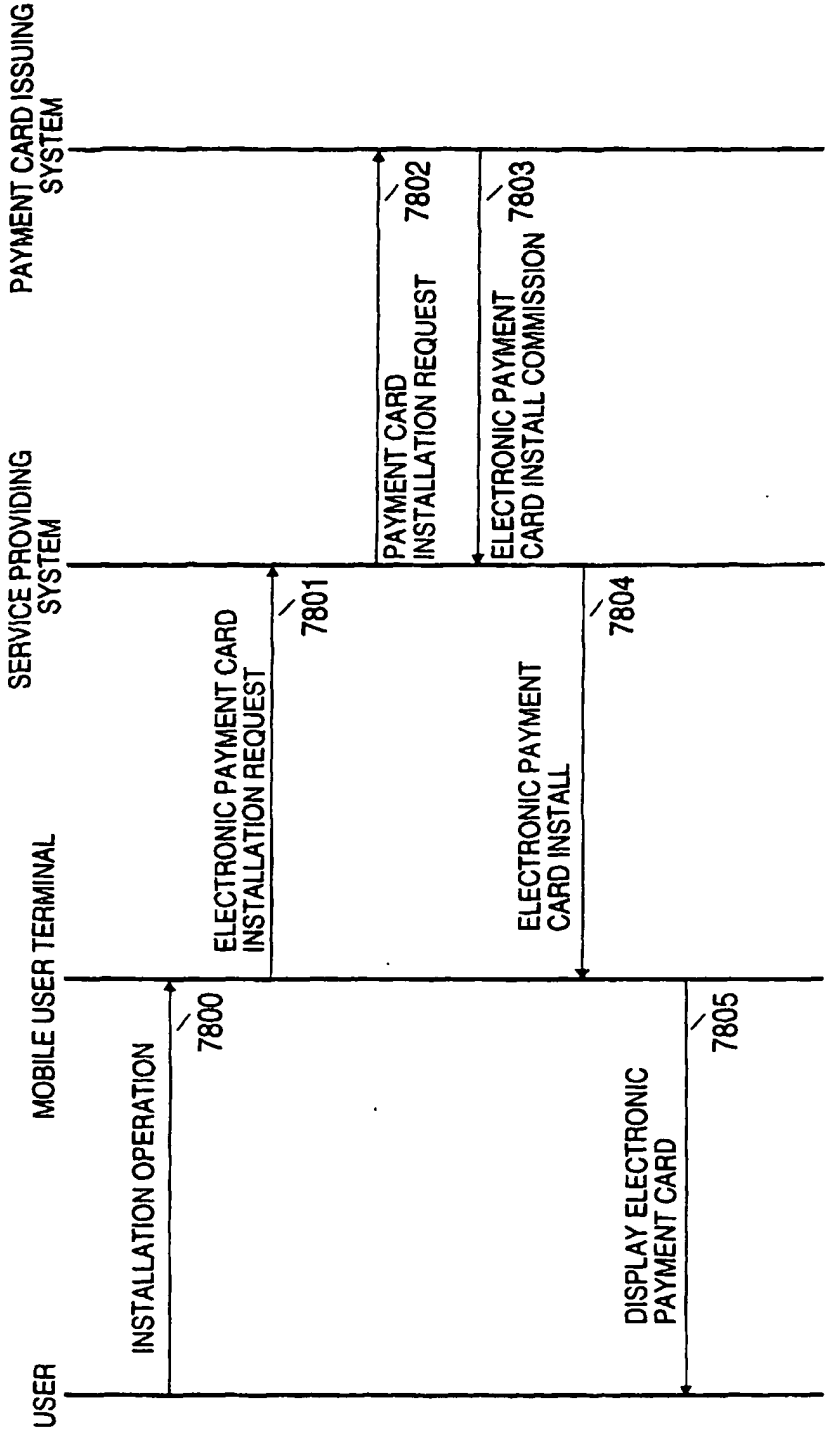 USER
MOBILE USER TERMINAL
SERVICE PROVIDING
SYSTEM
PAYMENT CARD ISSUING
SYSTEM
INSTALLATION OPERATION
7800
ELECTRONIC PAYMENT CARD
INSTALLATION REQUEST
7801
PAYMENT CARD
INSTALLATION REQUEST
7802
ELECTRONIC PAYMENT
CARD INSTALL COMMISSION
7803
ELECTRONIC PAYMENT
CARD INSTALL
7804
DISPLAY ELECTRONIC
PAYMENT CARD
7805